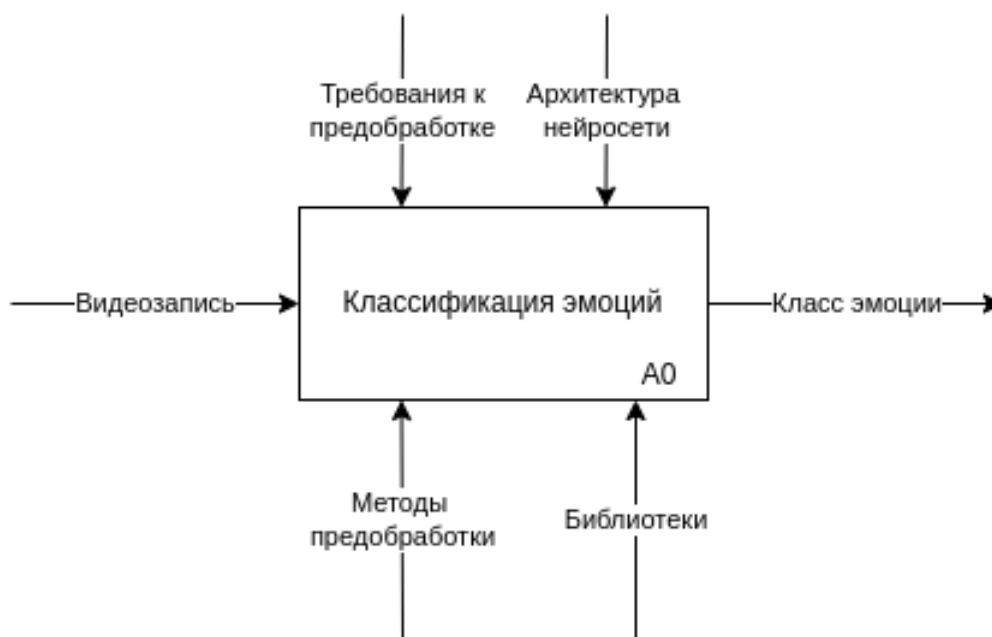 Требования к
предобработке
Архитектура
нейросети
Видеозапись
Классификация эмоций
Класс эмоции
A0
Методы
предобработки
Библиотеки